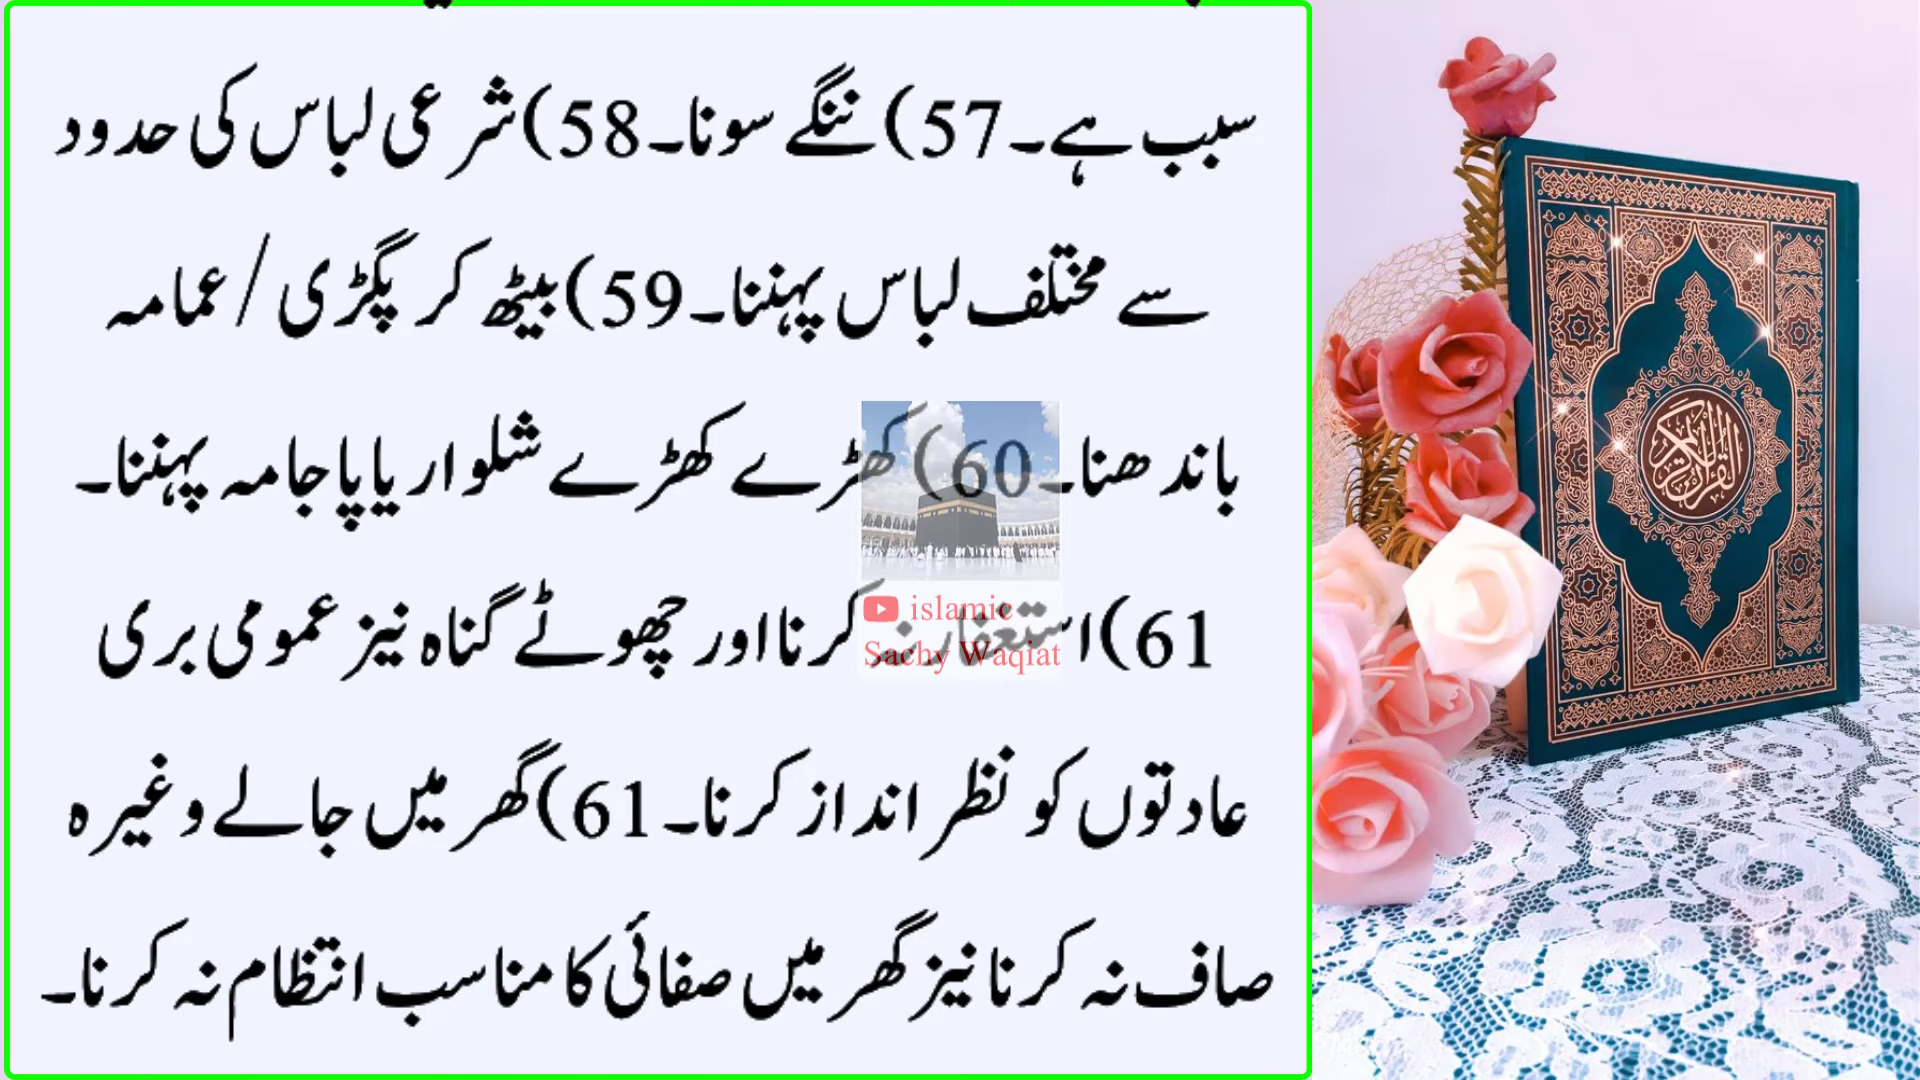 سبب ہے۔57)ننگے سونا۔58)شرعی لباس کی حدود
سے مختلف لباس پہننا۔59)بیٹھ کر پگڑی/عمامہ
باندھنا۔60)کھڑے کھڑے شلوار یا پاجامہ پہننا۔
61)استغفار نہ کرنا اور چھوٹے گناہ نیز عمومی بری
عادتوں کو نظر انداز کرنا۔61)گھر میں جالے وغیرہ
صاف نہ کرنا نیز گھر میں صفائی کا مناسب انتظام نہ کرنا۔
islamic
Sachy Waqiat
القرآن الكريم